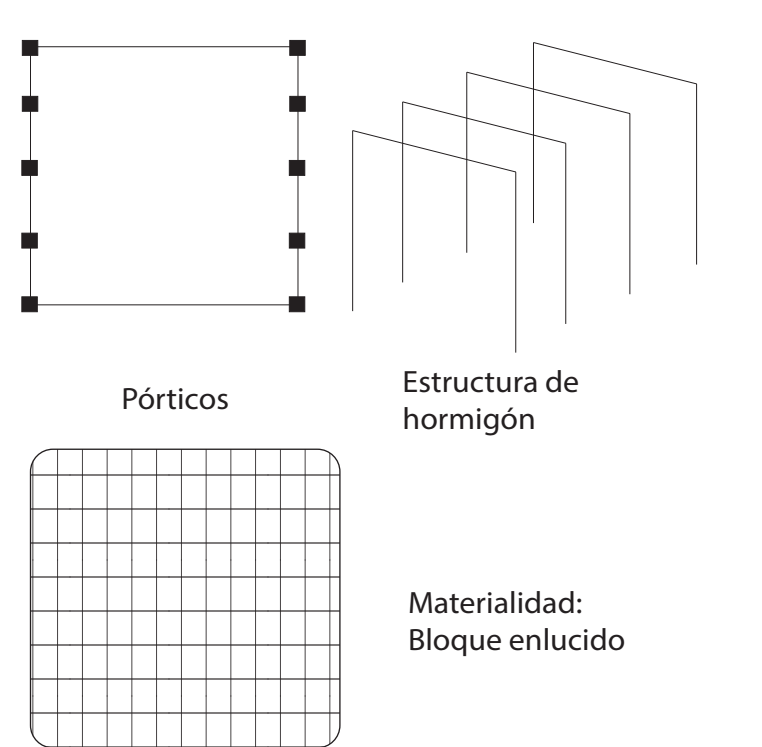 Pórticos
Estructura de
hormigón
Materialidad:
Bloque enlucido